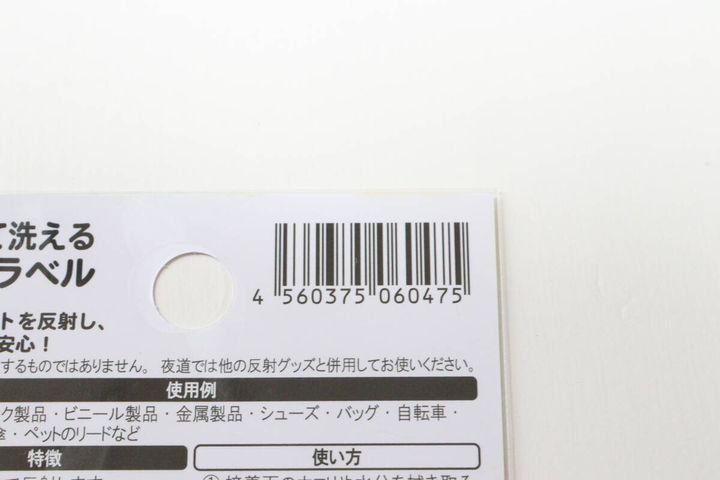 て洗える
ラベル
4 560375 060475
トを反射し、
安心！
するものではありません。 夜道では他の反射グッズと併用してお使いください。
使用例
ク製品・ビニール製品・金属製品・シューズ・バッグ・自転車・
・ペットのリードなど
特徴
使い方